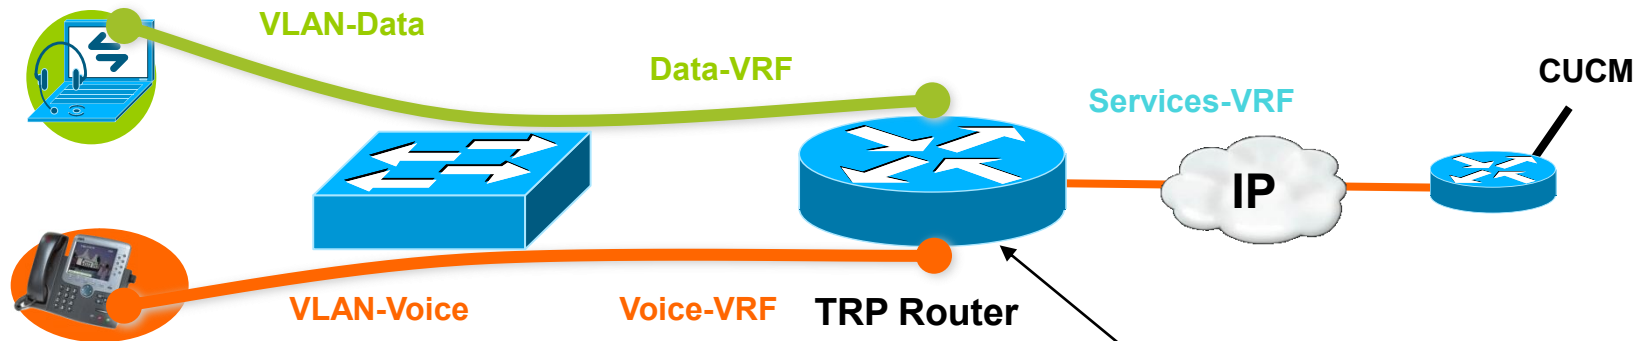 VLAN-Data
Data-VRF
CUCM
Services-VRF
IP
VLAN-Voice
Voice-VRF
TRP Router